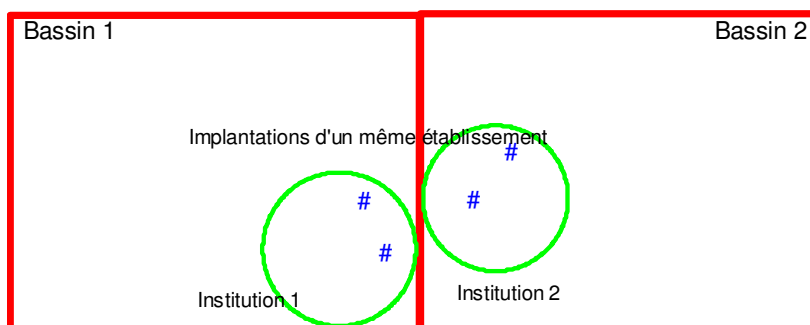 Bassin 1
Bassin 2
Implantations d'un même établissement
#
#
#
#
Institution 2
Institution 1